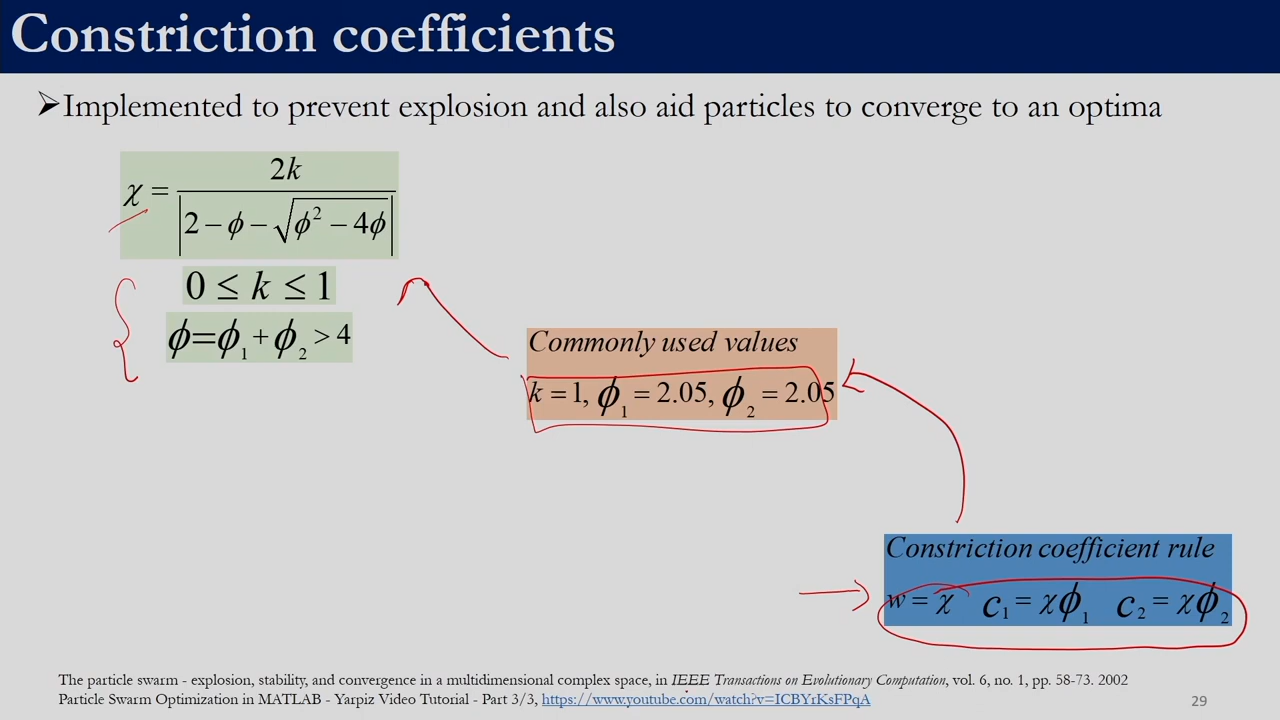 Constriction coefficients
➢Implemented to prevent explosion and also aid particles to converge to an optima
χ = 2k / |2 − ϕ − √(ϕ² − 4ϕ)|
0 ≤ k ≤ 1
ϕ=ϕ₁ + ϕ₂ > 4
Commonly used values
k = 1, ϕ₁ = 2.05, ϕ₂ = 2.05
Constriction coefficient rule
w = χ c₁ = χϕ₁ c₂ = χϕ₂
The particle swarm - explosion, stability, and convergence in a multidimensional complex space, in IEEE Transactions on Evolutionary Computation, vol. 6, no. 1, pp. 58-73. 2002
Particle Swarm Optimization in MATLAB - Yarpiz Video Tutorial - Part 3/3, https://www.youtube.com/watch?v=ICBYrKsFPqA
29